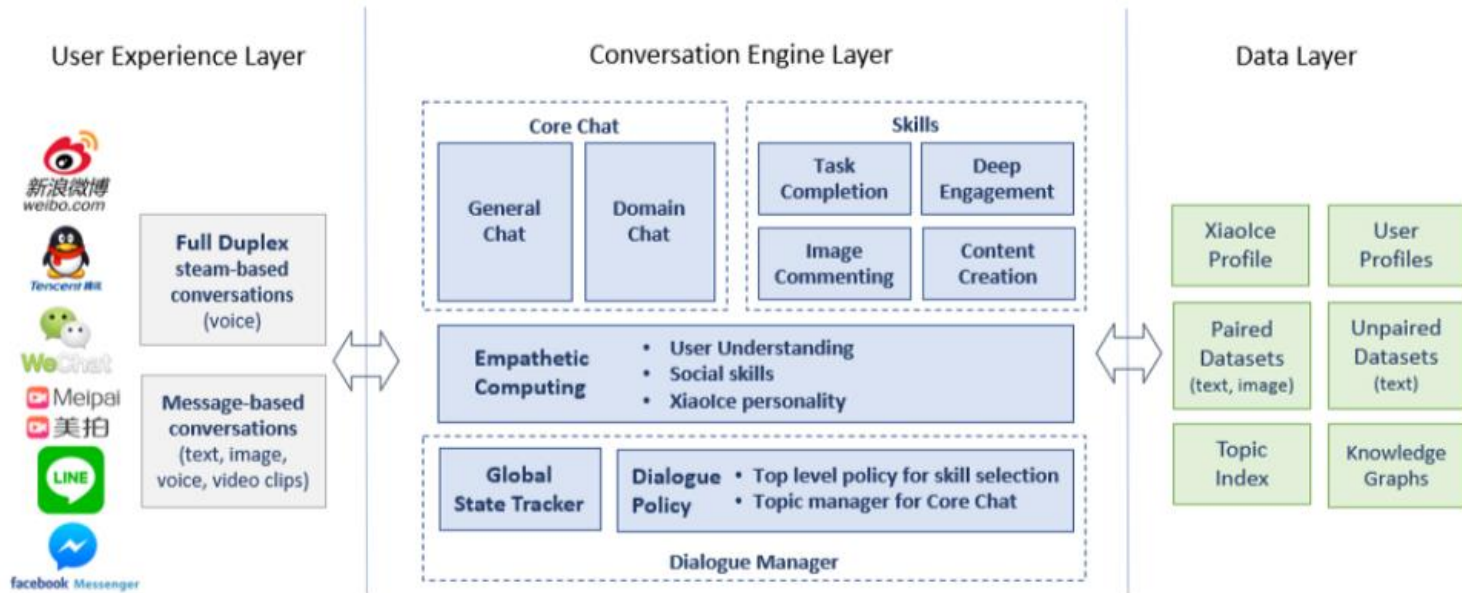 User Experience Layer
Conversation Engine Layer
Data Layer
新浪微博
weibo.com
Tencent 腾讯
WeChat
Meipai
美拍
LINE
facebook Messenger
Full Duplex
steam-based
conversations
(voice)
Message-based
conversations
(text, image,
voice, video clips)
Core Chat
General
Chat
Domain
Chat
Skills
Task
Completion
Deep
Engagement
Image
Commenting
Content
Creation
Empathetic
Computing
• User Understanding
• Social skills
• XiaoIce personality
Global
State Tracker
Dialogue
Policy
• Top level policy for skill selection
• Topic manager for Core Chat
Dialogue Manager
XiaoIce
Profile
User
Profiles
Paired
Datasets
(text, image)
Unpaired
Datasets
(text)
Topic
Index
Knowledge
Graphs